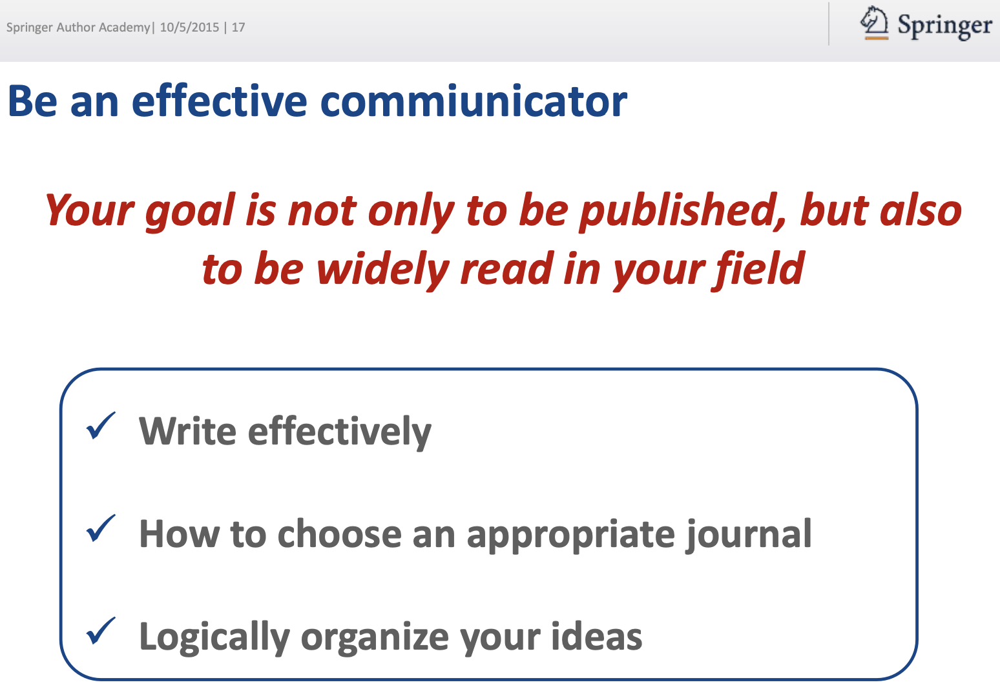 Springer Author Academy| 10/5/2015 | 17
Springer
Be an effective commiunicator
Your goal is not only to be published, but also
to be widely read in your field
✓ Write effectively
✓ How to choose an appropriate journal
✓ Logically organize your ideas